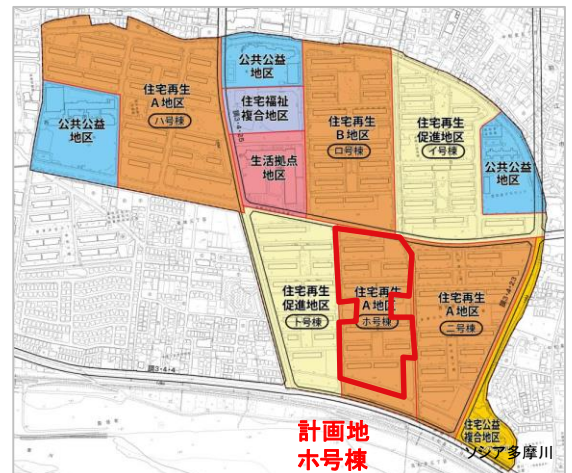 公共公益
地区
住宅再生
A地区
ハ号棟
公共公益
地区
住宅福祉
複合地区
生活拠点
地区
住宅再生
B地区
ロ号棟
住宅再生
促進地区
イ号棟
公共公益
地区
住宅再生
促進地区
ト号棟
住宅再生
A地区
ホ号棟
住宅再生
A地区
ニ号棟
調3・4・4
住宅公益
複合地区
ソシア多摩川
計画地
ホ号棟